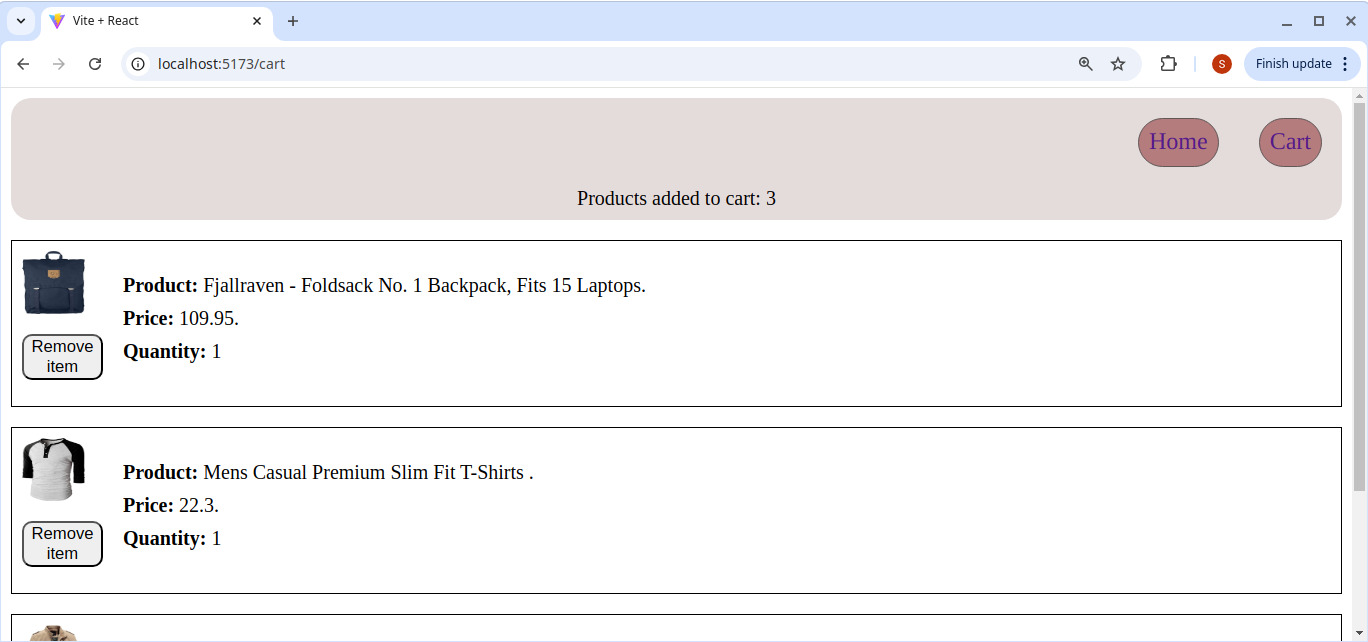 Vite + React
localhost:5173/cart
S
Finish update
Home Cart
Products added to cart: 3
Product: Fjallraven - Foldsack No. 1 Backpack, Fits 15 Laptops.
Price: 109.95.
Quantity: 1
Remove
item
Product: Mens Casual Premium Slim Fit T-Shirts .
Price: 22.3.
Quantity: 1
Remove
item